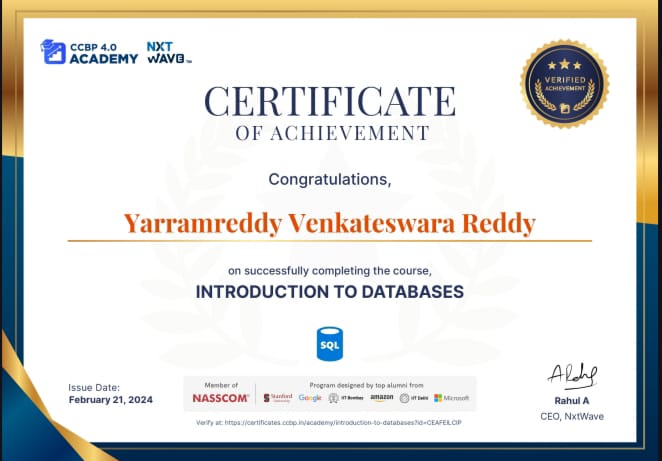 CCBP 4.0
ACADEMY
NXT
WAVE
VERIFIED
ACHIEVEMENT
CERTIFICATE
OF ACHIEVEMENT
Congratulations,
Yarramreddy Venkateswara Reddy
on successfully completing the course,
INTRODUCTION TO DATABASES
SQL
Issue Date:
February 21, 2024
Member of
NASSCOM®
Program designed by top alumni from
Stanford University Google IIT Bombay amazon IIT Delhi Microsoft
Rahul A
CEO, NxtWave
Verify at: https://certificates.ccbp.in/academy/introduction-to-databases?id=CEAFEILCIP